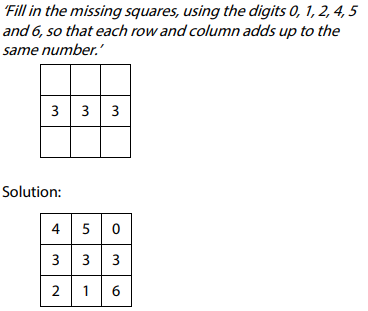 ‘Fill in the missing squares, using the digits 0, 1, 2, 4, 5
and 6, so that each row and column adds up to the
same number.’
3 3 3
Solution:
4 5 0
3 3 3
2 1 6